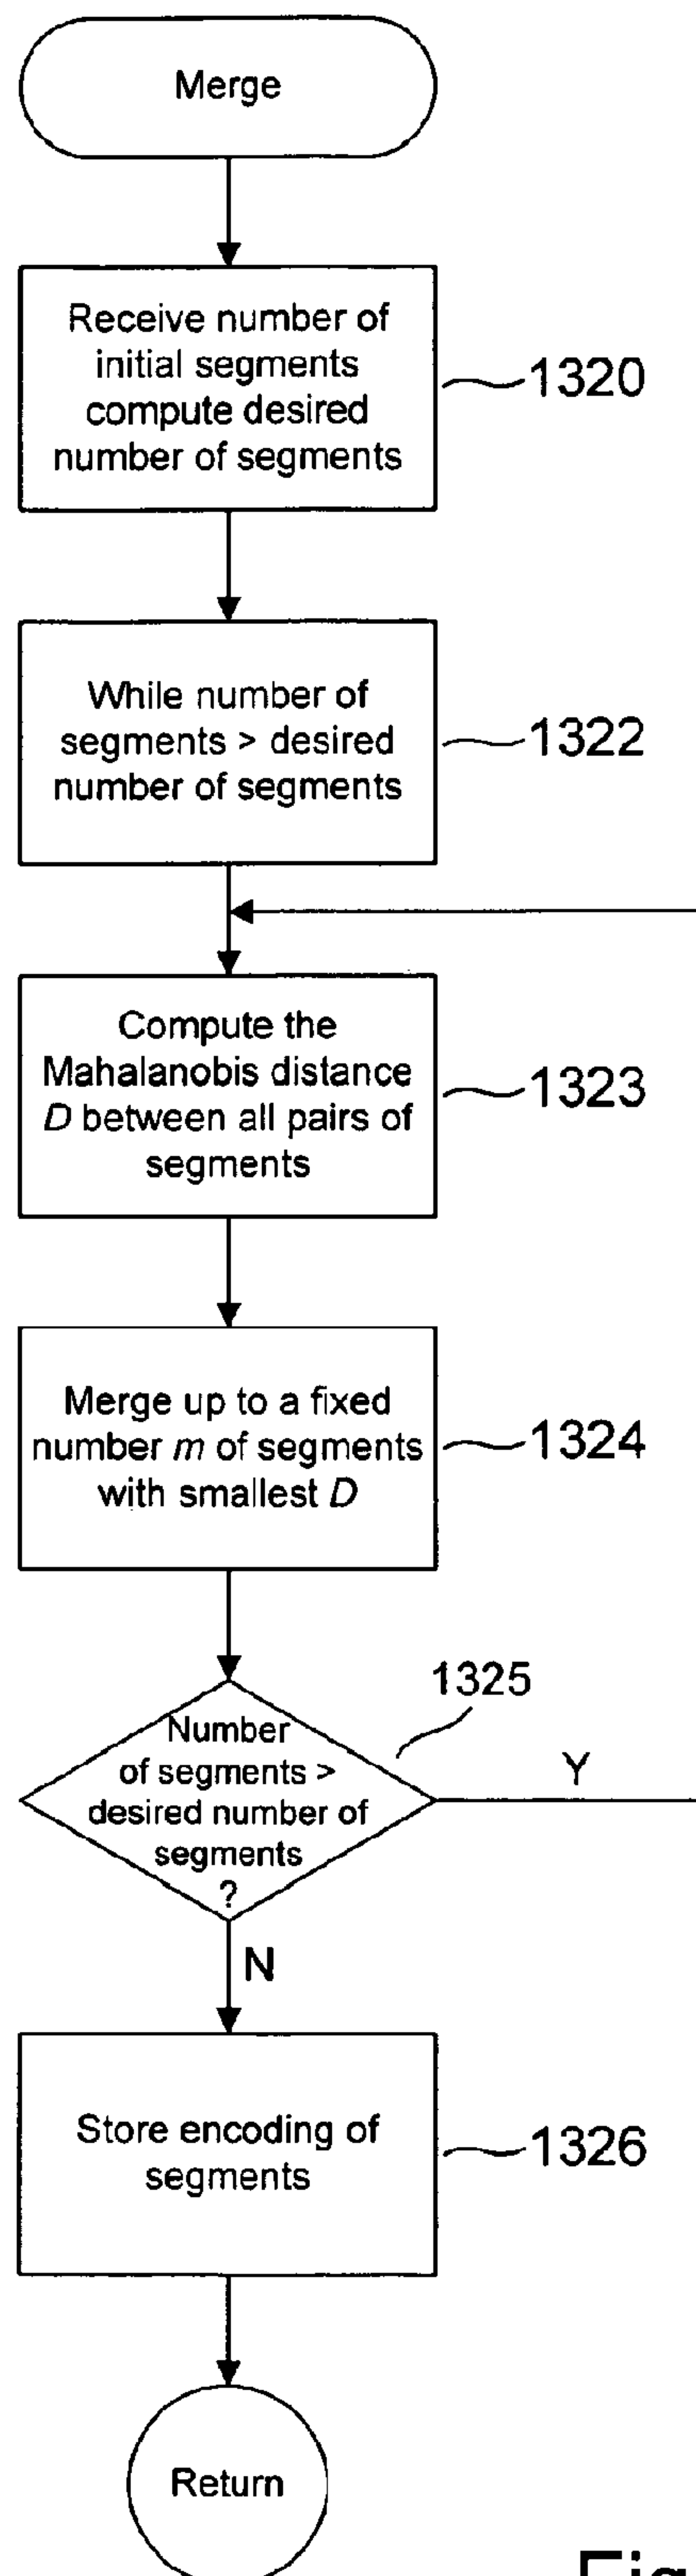 Merge
Receive number of
initial segments
compute desired
number of segments
1320
While number of
segments > desired
number of segments
1322
Compute the
Mahalanobis distance
D between all pairs of
segments
1323
Merge up to a fixed
number m of segments
with smallest D
1324
1325
Number
of segments >
desired number of
segments
?
Y
N
Store encoding of
segments
1326
Return